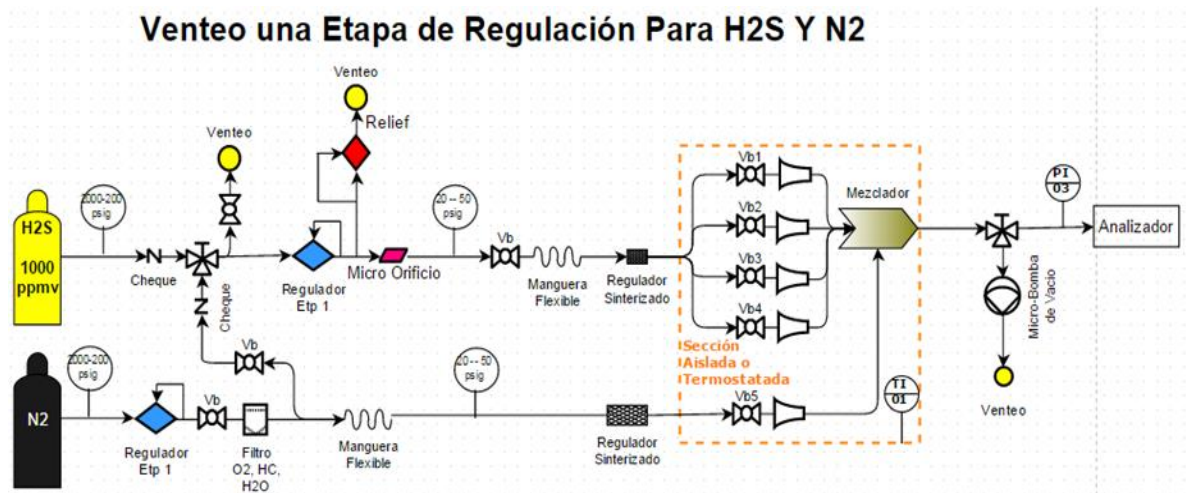 Venteo una Etapa de Regulación Para H2S Y N2
Venteo
Relief
Venteo
2000-200
psig
20 -- 50
psig
H2S
1000
ppmv
Cheque
Cheque
Regulador
Etp 1
Micro Orificio
Vb
Manguera
Flexible
Regulador
Sinterizado
Vb1
Vb2
Vb3
Vb4
Mezclador
PI
03
Analizador
Micro-Bomba
de Vacio
Venteo
Sección
Aislada o
Termostatada
TI
01
N2
2000-200
psig
Regulador
Etp 1
Vb
Vb
Filtro
O2, HC,
H2O
Manguera
Flexible
20 -- 50
psig
Regulador
Sinterizado
Vb5